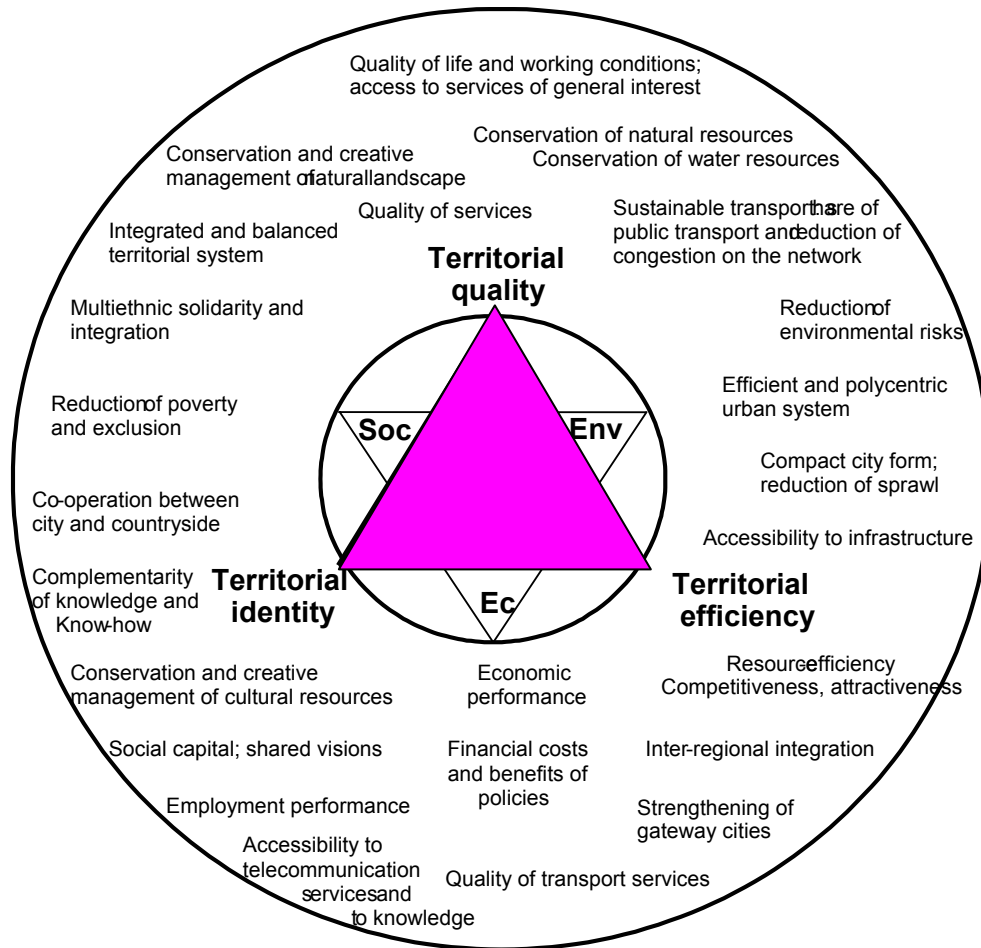 Quality of life and working conditions;
access to services of general interest
Conservation of natural resources
Conservation of water resources
Conservation and creative
management of naturallandscape
Quality of services
Sustainable transport: share of
public transport and reduction of
congestion on the network
Integrated and balanced
territorial system
Territorial
quality
Multiethnic solidarity and
integration
Reduction of
environmental risks
Efficient and polycentric
urban system
Reduction of poverty
and exclusion
Soc
Env
Compact city form;
reduction of sprawl
Co-operation between
city and countryside
Accessibility to infrastructure
Complementarity
of knowledge and
Know-how
Territorial
identity
Ec
Territorial
efficiency
Resource-efficiency
Competitiveness, attractiveness
Conservation and creative
management of cultural resources
Economic
performance
Social capital; shared visions
Financial costs
and benefits of
policies
Inter-regional integration
Employment performance
Strengthening of
gateway cities
Accessibility to
telecommunication
services and
to knowledge
Quality of transport services